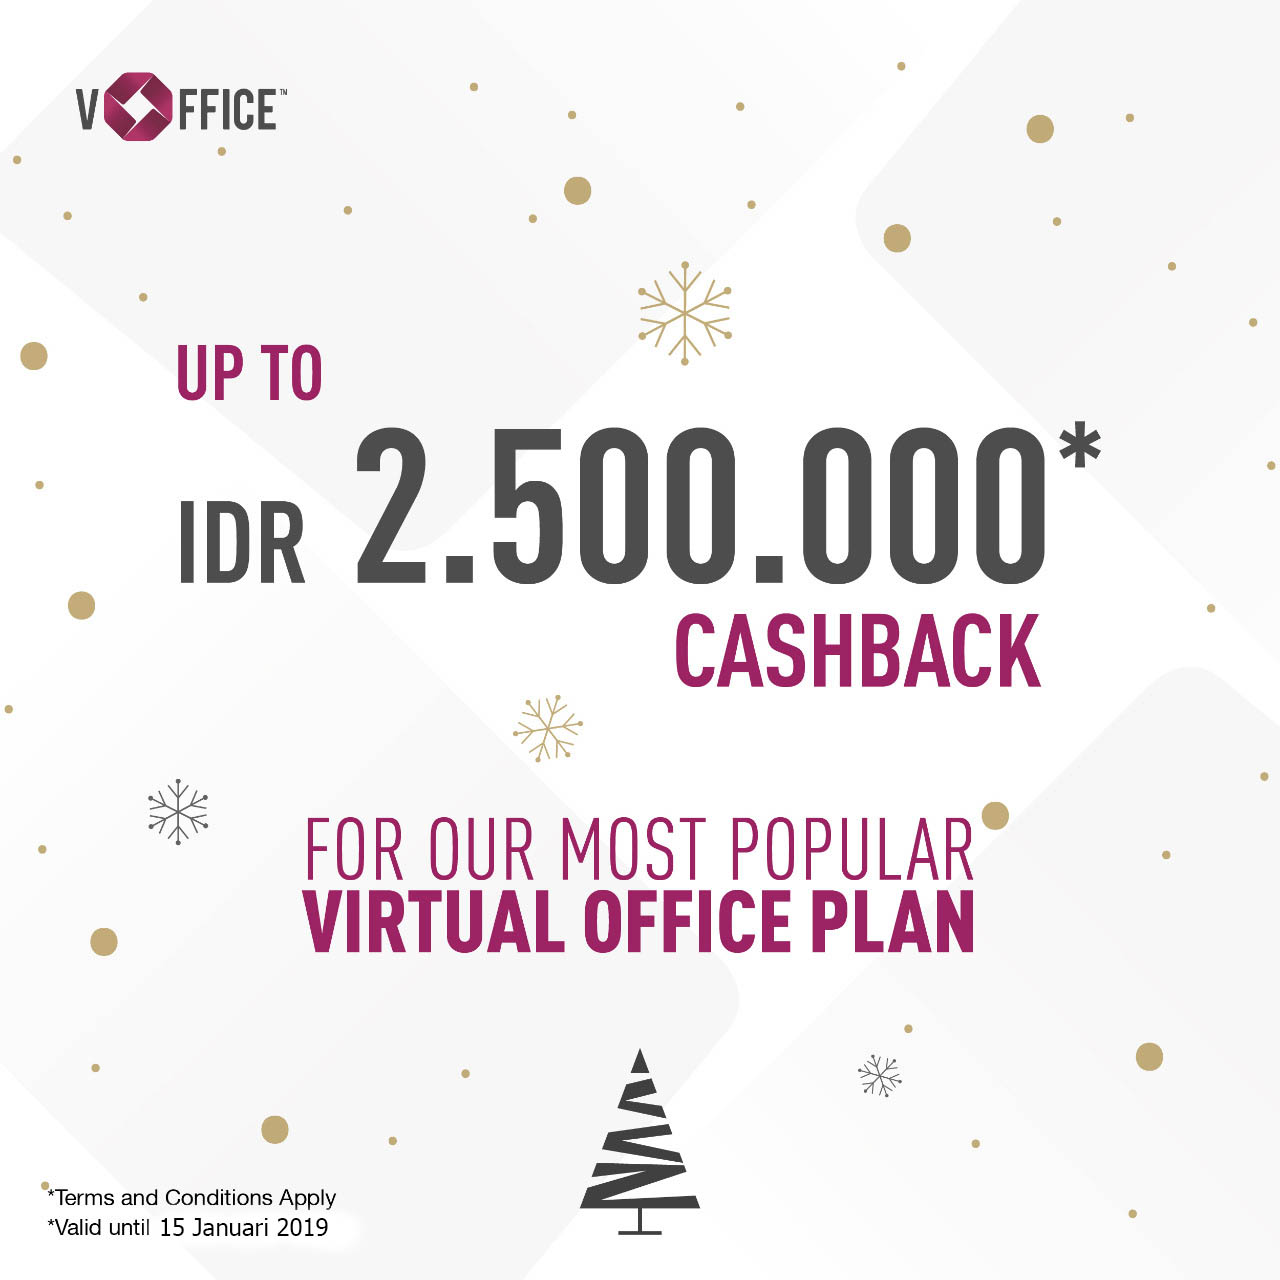 VOFFICE™
UP TO
IDR 2.500.000*
CASHBACK
FOR OUR MOST POPULAR
VIRTUAL OFFICE PLAN
*Terms and Conditions Apply
*Valid until 15 Januari 2019